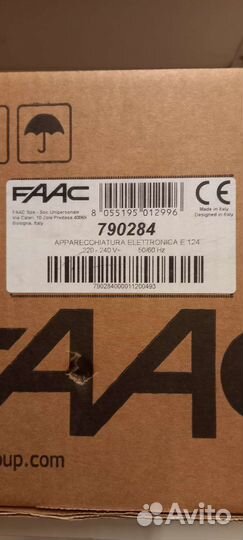 FAAC
CE
FAAC Spa - Soc. Unipersonale
Via Calari, 10 Zola Predosa 40069
Bologna, Italy
Made in Italy
Designed in Italy
8 055195 012996
790284
APPARECCHIATURA ELETTRONICA E 124
220 - 240 V~ 50/60 Hz
790284000011200493
FAAC
oup.com
Avito